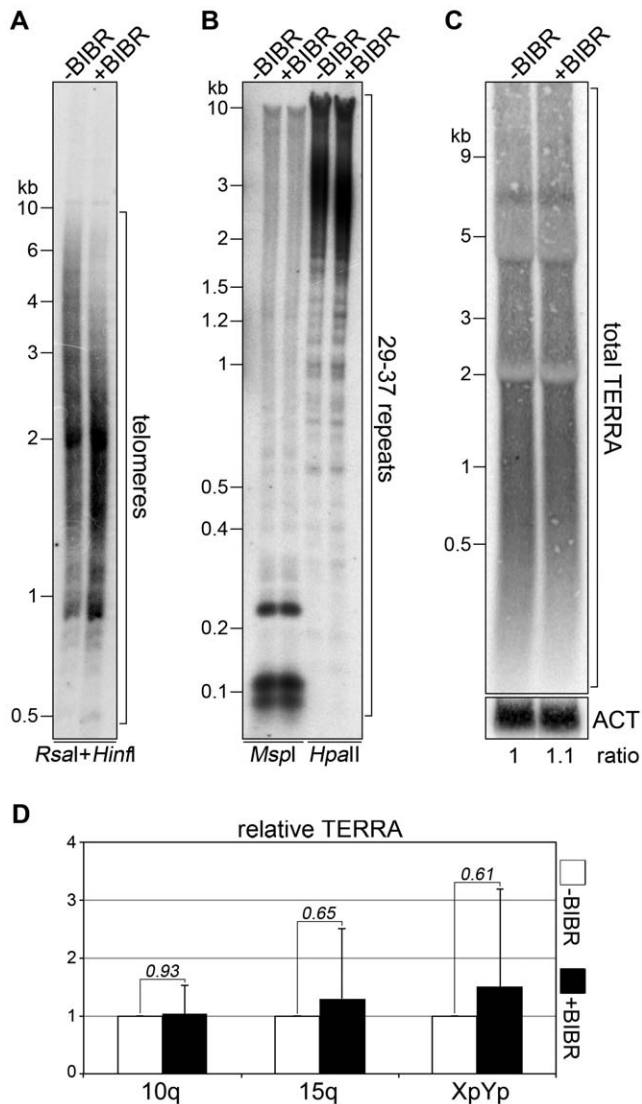 A
-BIBR
+BIBR
kb
10
6
4
3
2
1
0.5
telomeres
RsaI+HinfI
B
-BIBR
+BIBR
-BIBR
+BIBR
kb
10
3
2
1.5
1.2
1
0.5
0.4
0.2
0.1
29-37 repeats
MspI HpaII
C
-BIBR
+BIBR
kb
9
5
3
2
1
0.5
total TERRA
ACT
1 1.1 ratio
D
relative TERRA
4
3
2
1
0
0.93
0.65
0.61
10q 15q XpYp
-BIBR
+BIBR